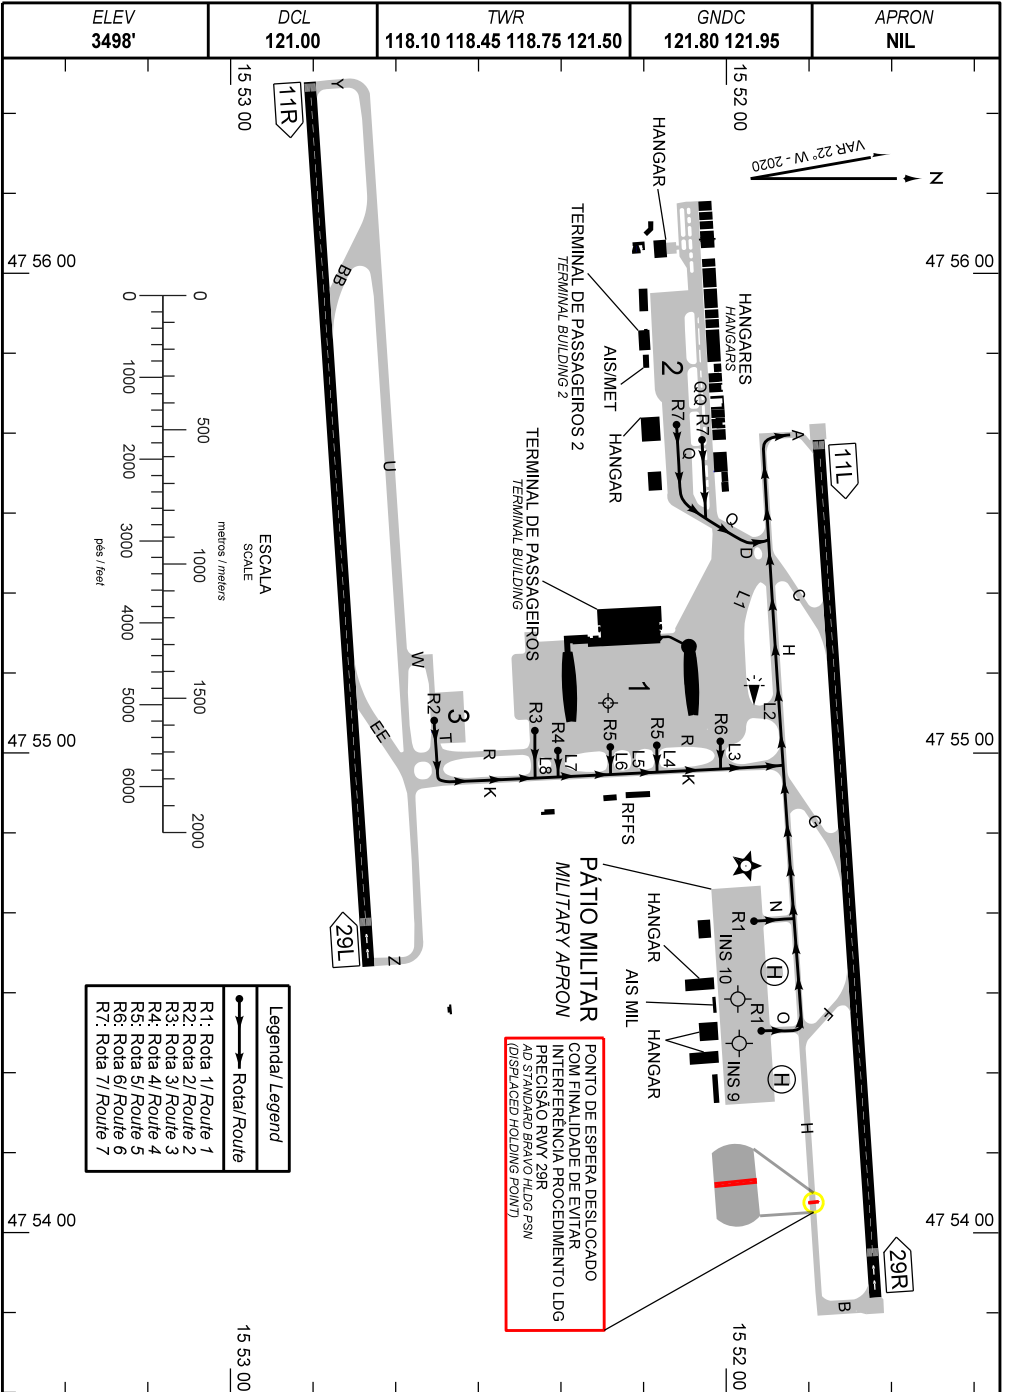 ELEV
3498'
DCL
121.00
TWR
118.10 118.45 118.75 121.50
GNDC
121.80 121.95
APRON
NIL
15 53 00
15 52 00
47 56 00
47 56 00
47 55 00
47 55 00
47 54 00
47 54 00
15 53 00
15 52 00
VAR 22° W - 2020
N
11R
Y
BB
U
W
EE
Z
29L
HANGAR
TERMINAL DE PASSAGEIROS 2
TERMINAL BUILDING 2
AIS/MET
HANGAR
HANGARES
HANGARS
2
QQ
R7
R7
Q
Q
D
A
11L
C
L1
H
L2
TERMINAL DE PASSAGEIROS
TERMINAL BUILDING
1
3
R2
T
R
K
R3
L8
R4
L7
R5
L6
L5
R5
L4
R
K
R6
L3
RFFS
G
PÁTIO MILITAR
MILITARY APRON
HANGAR
AIS MIL
HANGAR
R1
N
INS 10
H
R1
O
INS 9
H
F
H
B
29R
0
500
1000
1500
2000
metros / meters
ESCALA
SCALE
0
1000
2000
3000
4000
5000
6000
pés / feet
PONTO DE ESPERA DESLOCADO
COM FINALIDADE DE EVITAR
INTERFERÊNCIA PROCEDIMENTO LDG
PRECISÃO RWY 29R
AD STANDARD BRAVO HLDG PSN
(DISPLACED HOLDING POINT)
Legenda/ Legend
Rota/Route
R1: Rota 1/ Route 1
R2: Rota 2/ Route 2
R3: Rota 3/ Route 3
R4: Rota 4/ Route 4
R5: Rota 5/ Route 5
R6: Rota 6/ Route 6
R7: Rota 7/ Route 7